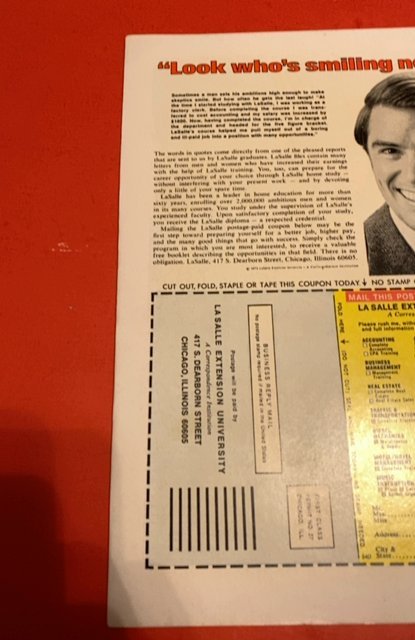 "Look who's smiling n
Sometimes a man sets his ambitions high enough to make
skeptics smile. But how often he gets the last laugh! "At
the time I started studying with LaSalle, I was working as a
factory clerk. Before completing the course I was trans-
ferred to cost accounting and my salary was increased by
$1800. Now, having completed the course, I'm in charge of
the department and headed for the five figure bracket.
LaSalle's course helped me pull myself out of a boring
and ill-paid job into a position with many opportunities."
The words in quotes come directly from one of the pleased reports
that are sent to us by LaSalle graduates. LaSalle files contain many
letters from men and women who have increased their earnings
with the help of LaSalle training. You, too, can prepare for the
career opportunity of your choice through LaSalle home study —
without interfering with your present work — and by devoting
only a little of your spare time.
LaSalle has been a leader in home education for more than
sixty years, enrolling over 2,000,000 ambitious men and women
in its many courses. You study under the supervision of LaSalle's
experienced faculty. Upon satisfactory completion of your study,
you receive the LaSalle diploma — a respected credential.
Mailing the LaSalle postage-paid coupon below may be the
first step toward preparing yourself for a better job, higher pay,
and the many good things that go with success. Simply check the
program in which you are most interested, to receive a valuable
free booklet describing the opportunities in that field. There is no
obligation. LaSalle, 417 S. Dearborn Street, Chicago, Illinois 60605.
CUT OUT, FOLD, STAPLE OR TAPE THIS COUPON TODAY. NO STAMP
BUSINESS REPLY MAIL
No postage stamp required if mailed in the United States
Postage will be paid by
LA SALLE EXTENSION UNIVERSITY
A Correspondence Institution
417 S. DEARBORN STREET
CHICAGO, ILLINOIS 60605
FIRST CLASS
PERMIT NO. 37
CHICAGO, ILL.
FOLD HERE
MAIL THIS POS
LA SALLE EXT
A Corres
Please rush me, with
and full information
ACCOUNTING
Complete
Accounting
CPA Training
BUSINESS
MANAGEMENT
Management
Training
REAL ESTATE
Address
City &
State